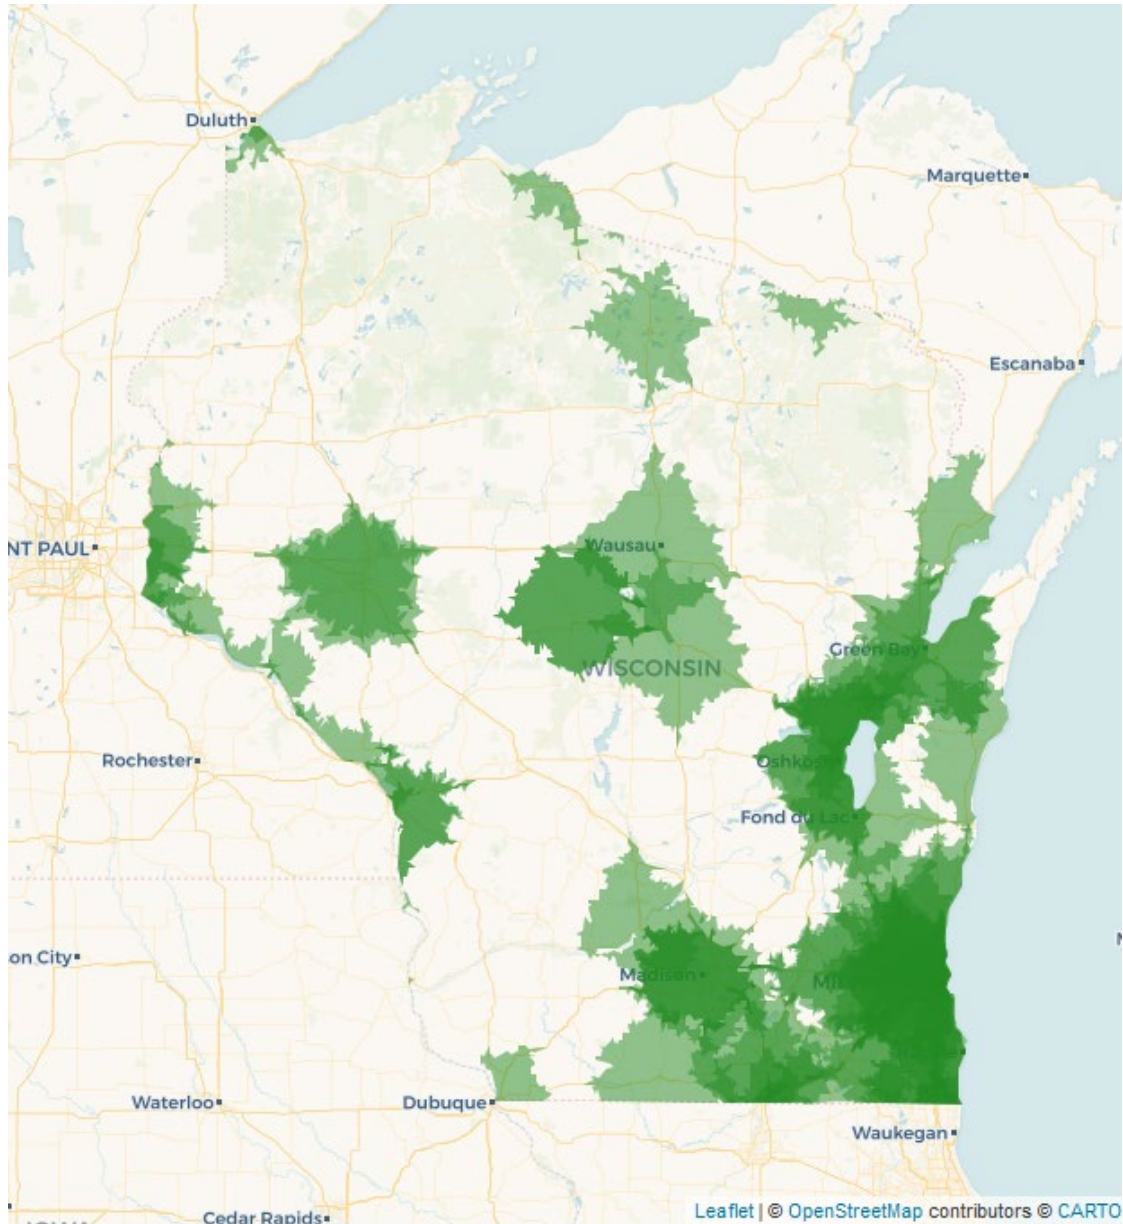 Duluth
Marquette
Escanaba
NT PAUL
Wausau
Green Bay
WISCONSIN
Rochester
Oshkosh
Fond du Lac
on City
Madison
Waterloo
Dubuque
Waukegan
Cedar Rapids
Leaflet | © OpenStreetMap contributors © CARTO